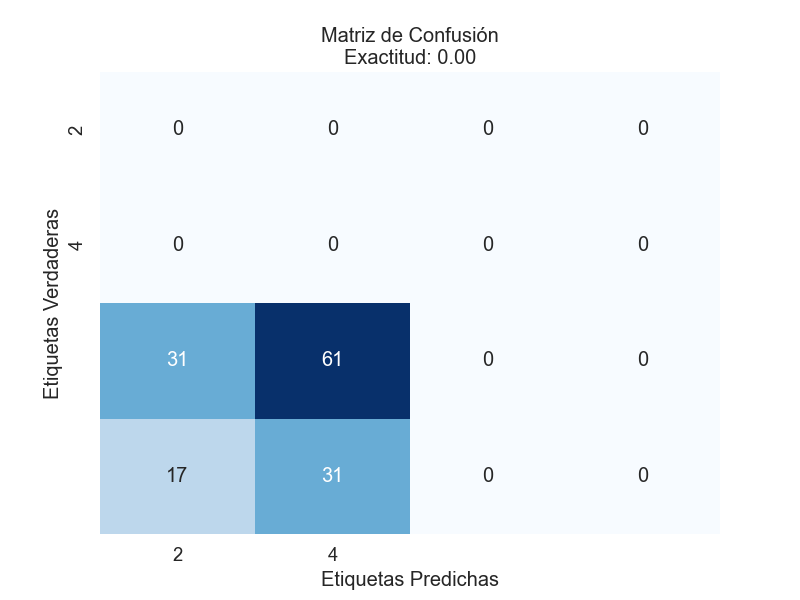 Matriz de Confusión
Exactitud: 0.00
2
0 0 0 0
4
0 0 0 0
Etiquetas Verdaderas
31 61 0 0
17 31 0 0
2 4
Etiquetas Predichas